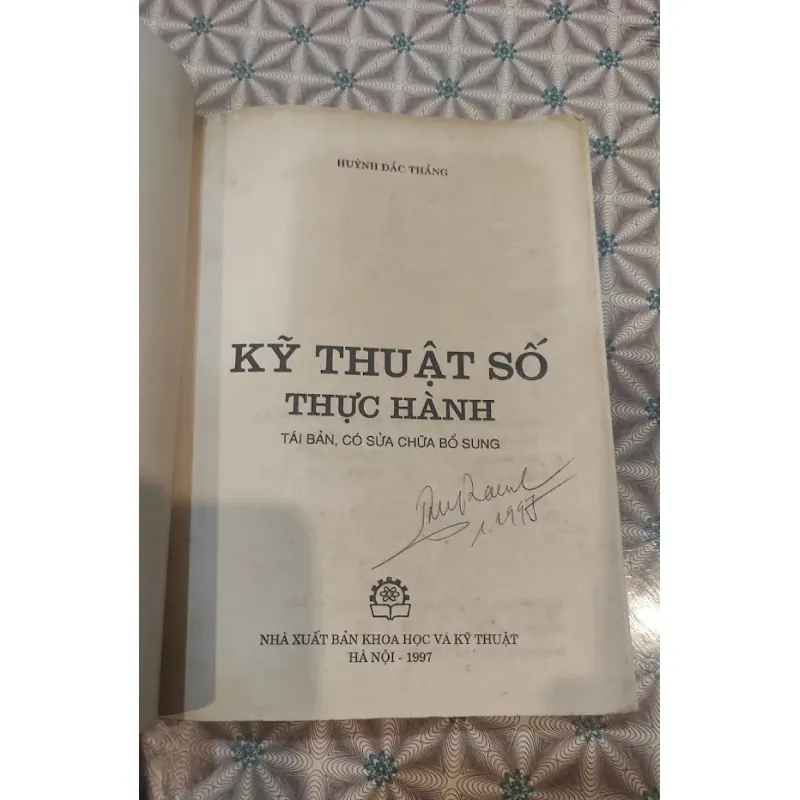 HUỲNH ĐẮC THẮNG
KỸ THUẬT SỐ
THỰC HÀNH
TÁI BẢN, CÓ SỬA CHỮA BỔ SUNG
NHÀ XUẤT BẢN KHOA HỌC VÀ KỸ THUẬT
HÀ NỘI - 1997